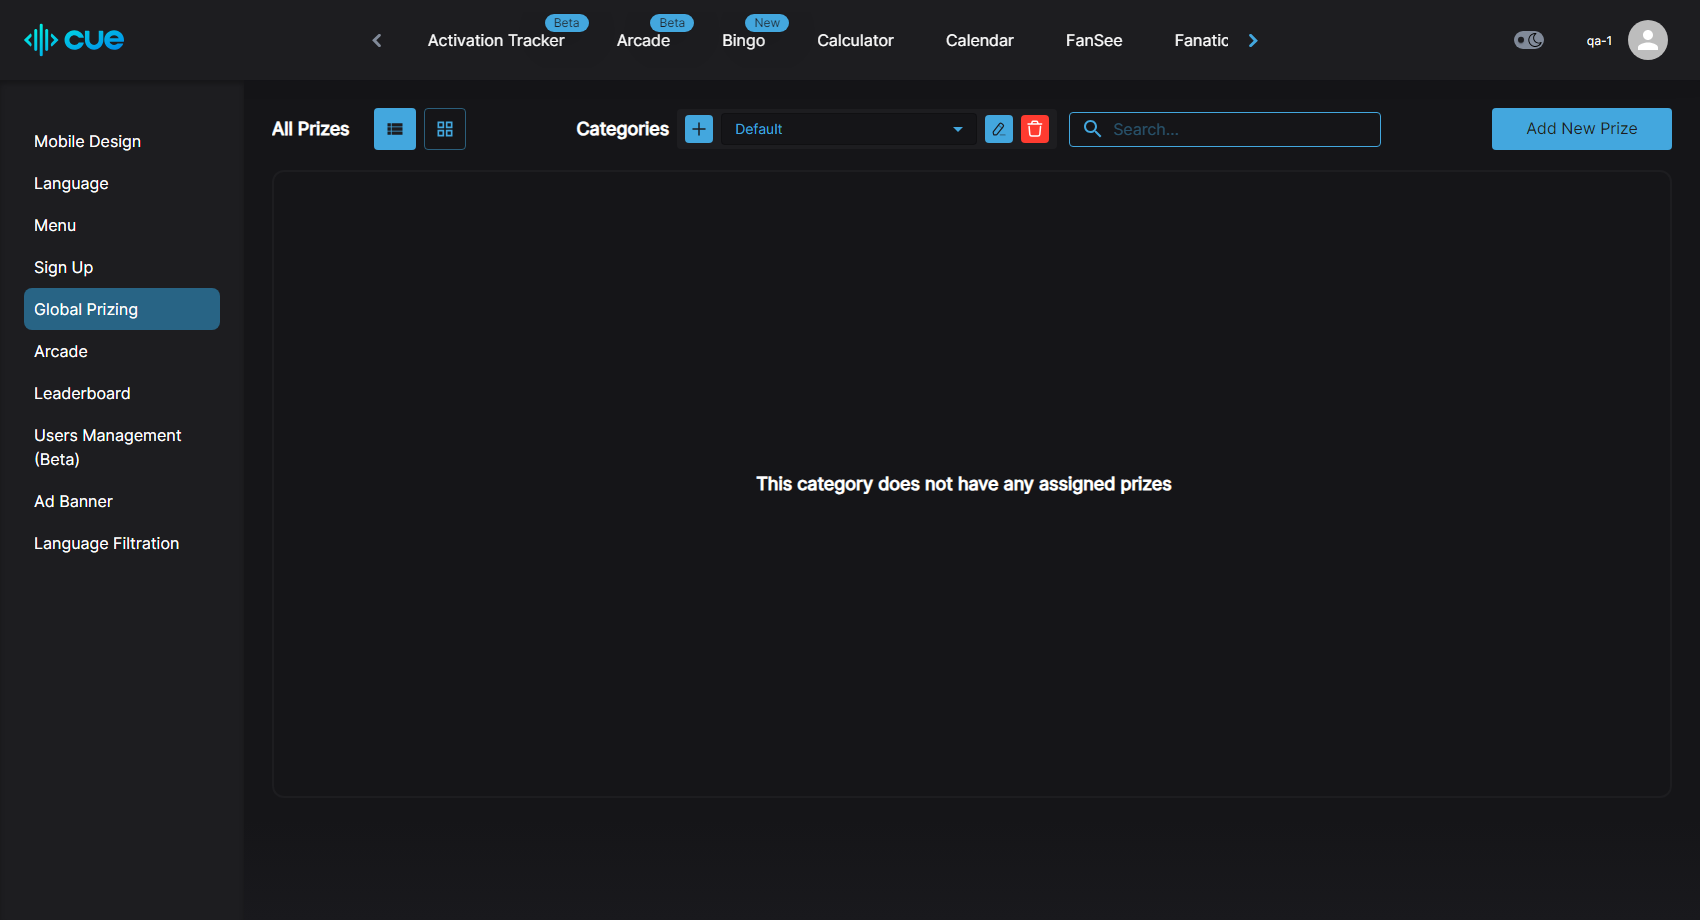 cue
Activation Tracker
Beta
Arcade
Beta
Bingo
New
Calculator
Calendar
FanSee
Fanatic
qa-1
Mobile Design
Language
Menu
Sign Up
Global Prizing
Arcade
Leaderboard
Users Management
(Beta)
Ad Banner
Language Filtration
All Prizes
Categories
Default
Search...
Add New Prize
This category does not have any assigned prizes